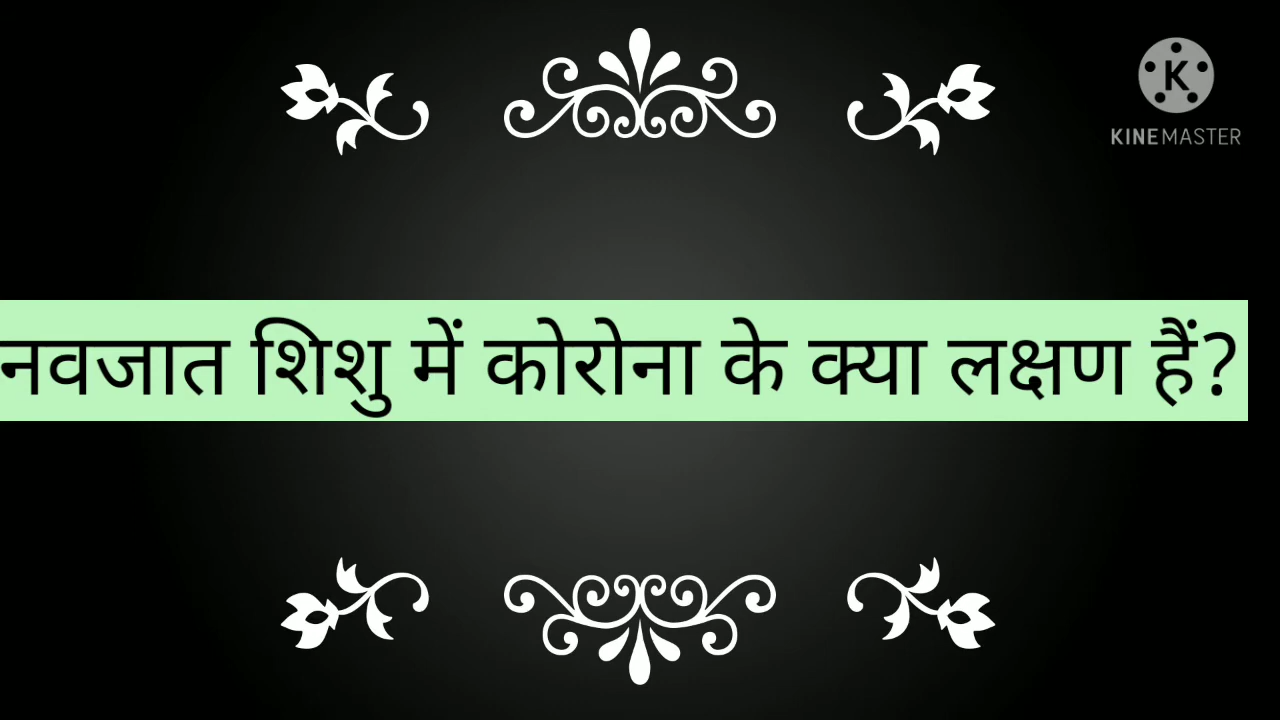 K
KINEMASTER
नवजात शिशु में कोरोना के क्या लक्षण हैं?